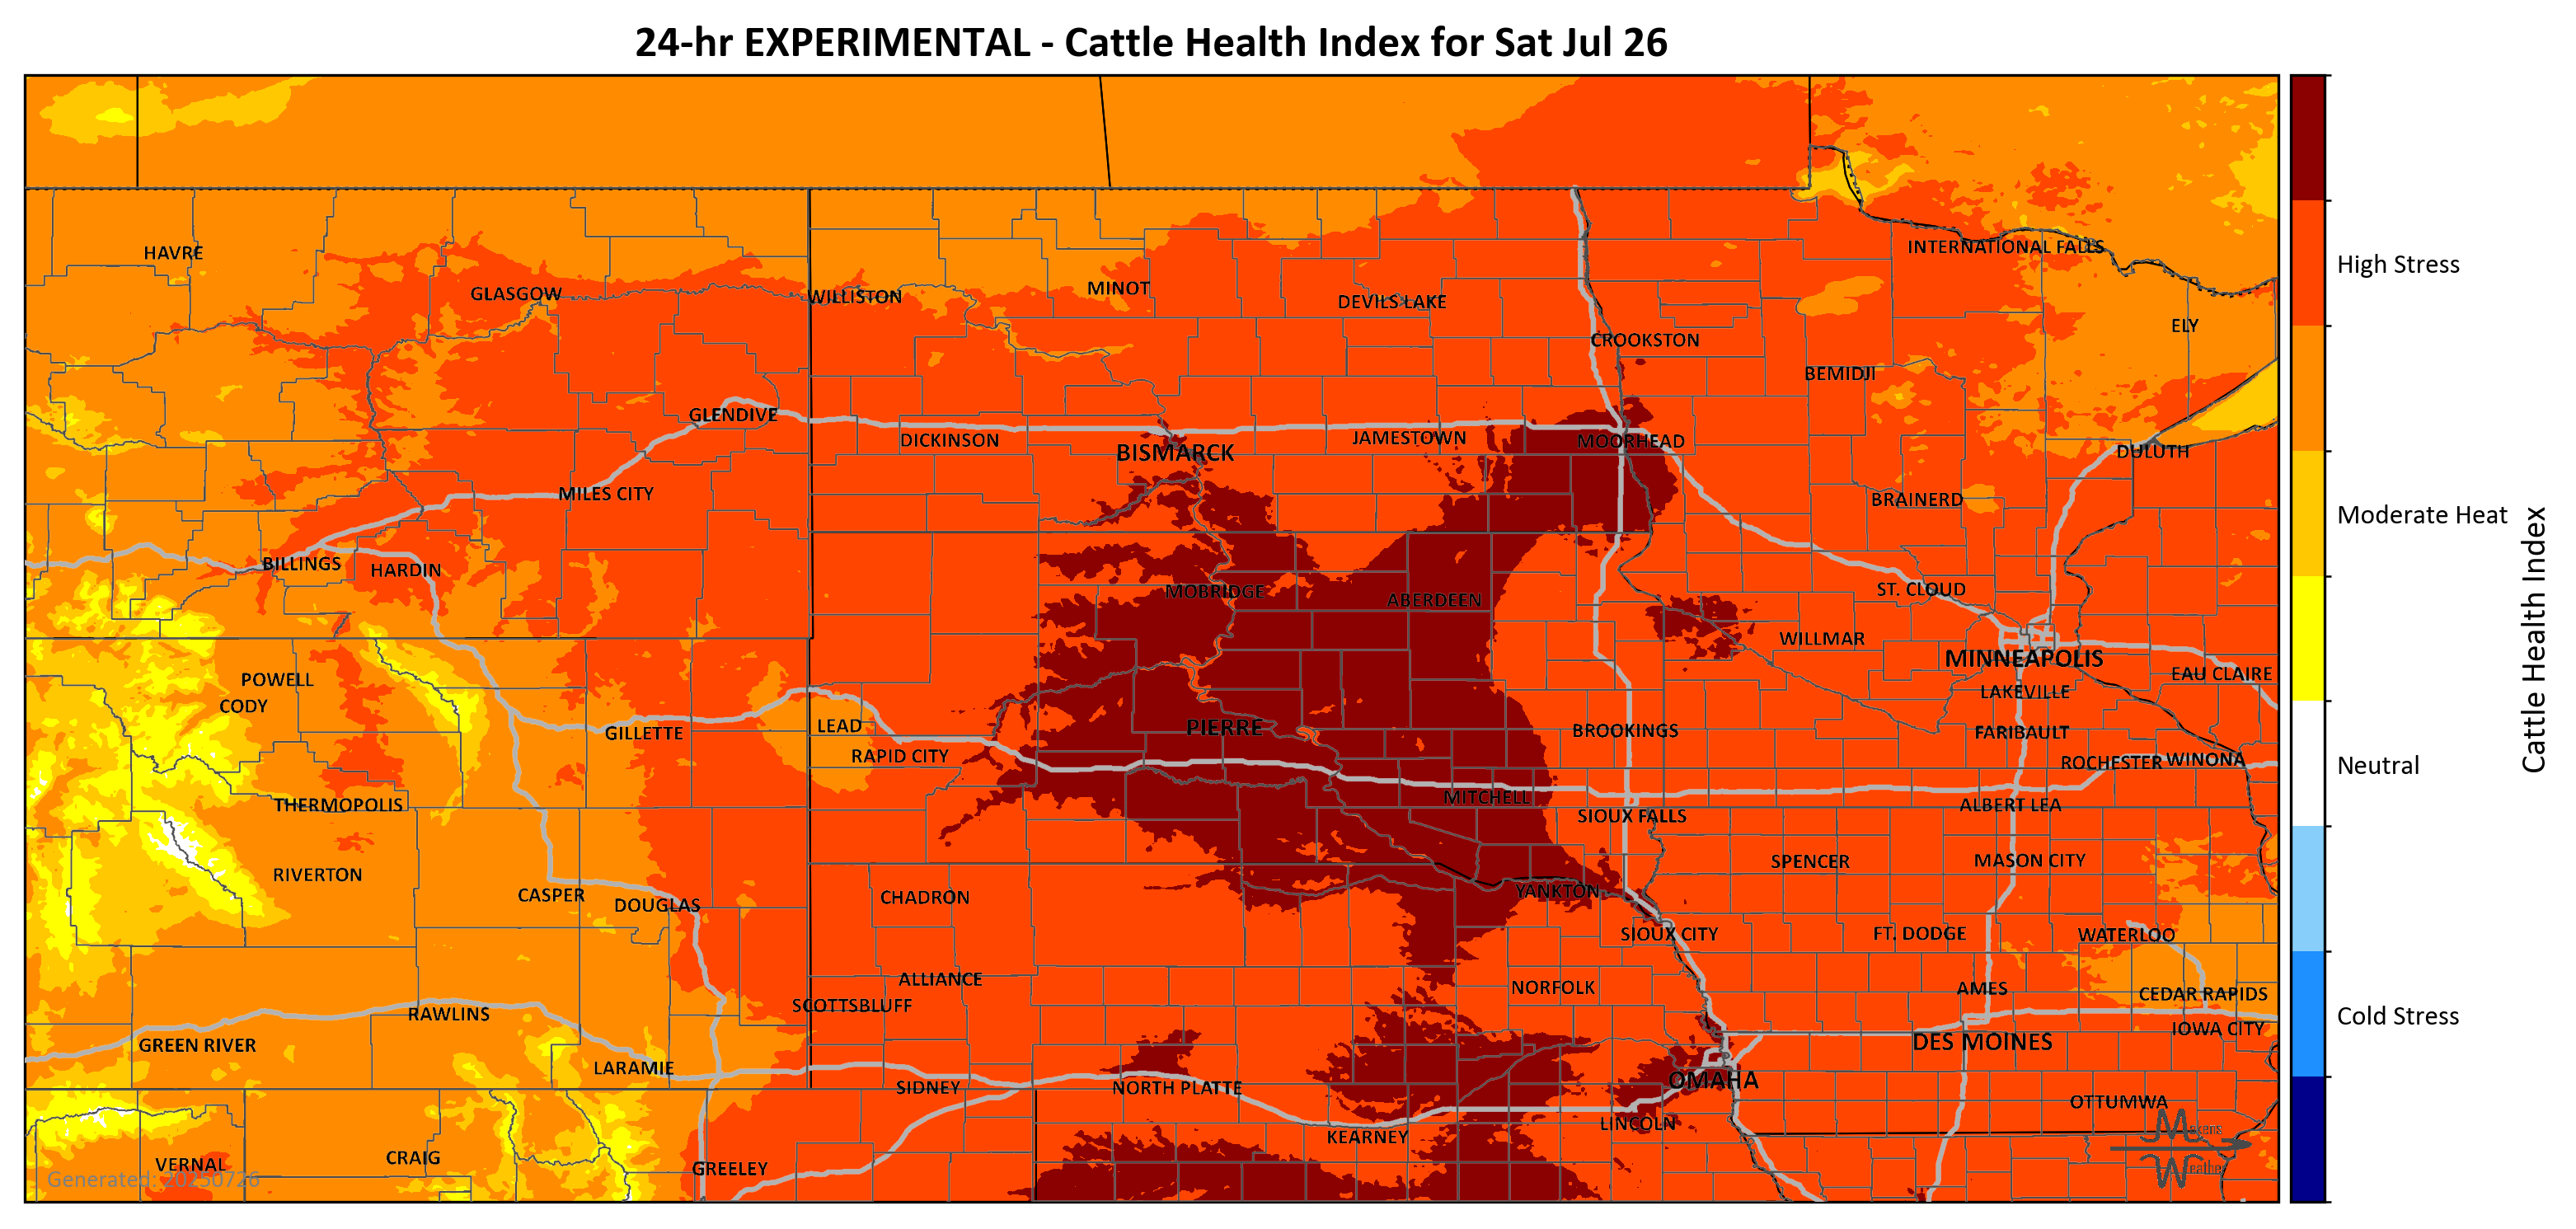 24-hr EXPERIMENTAL - Cattle Health Index for Sat Jul 26
HAVRE
INTERNATIONAL FALLS
GLASGOW
WILLISTON
MINOT
DEVILS LAKE
High Stress
ELY
CROOKSTON
BEMIDJI
GLENDIVE
DICKINSON
BISMARCK
JAMESTOWN
MOORHEAD
DULUTH
MILES CITY
BRAINERD
Moderate Heat
BILLINGS
HARDIN
MOBRIDGE
ABERDEEN
ST. CLOUD
WILLMAR
MINNEAPOLIS
EAU CLAIRE
Cattle Health Index
POWELL
CODY
LAKEVILLE
GILLETTE
LEAD
PIERRE
BROOKINGS
FARIBAULT
RAPID CITY
ROCHESTER
WINONA
Neutral
THERMOPOLIS
MITCHELL
SIOUX FALLS
ALBERT LEA
RIVERTON
SPENCER
MASON CITY
CASPER
DOUGLAS
CHADRON
YANKTON
SIOUX CITY
FT. DODGE
WATERLOO
ALLIANCE
NORFOLK
AMES
CEDAR RAPIDS
SCOTTSBLUFF
RAWLINS
Cold Stress
IOWA CITY
GREEN RIVER
DES MOINES
LARAMIE
SIDNEY
NORTH PLATTE
OMAHA
OTTUMWA
LINCOLN
KEARNEY
Makens
Weather
VERNAL
CRAIG
GREELEY
Generated: 20250726